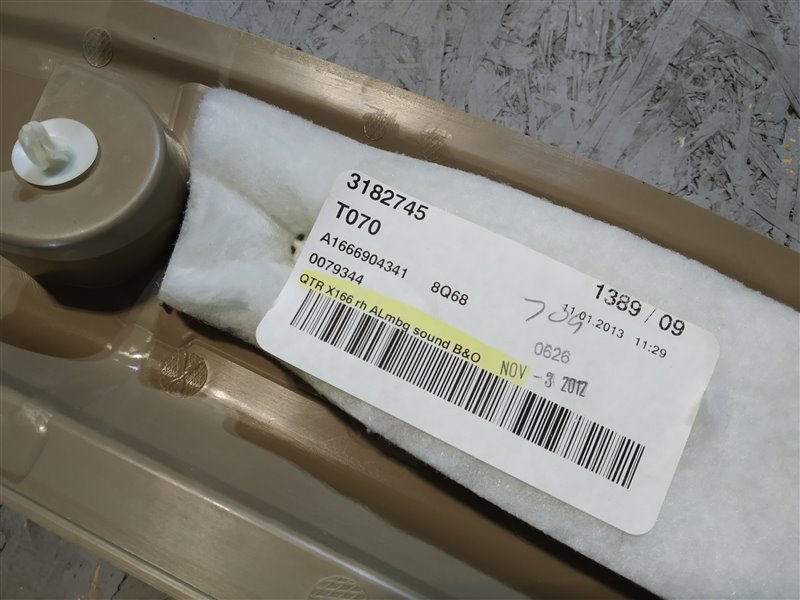 3182745
T070
A1666904341 8Q68
0079344
1389 / 09
11.01.2013 11:29
709
0626
QTR X166 rh ALmbg sound B&O
NOV - 3 2012